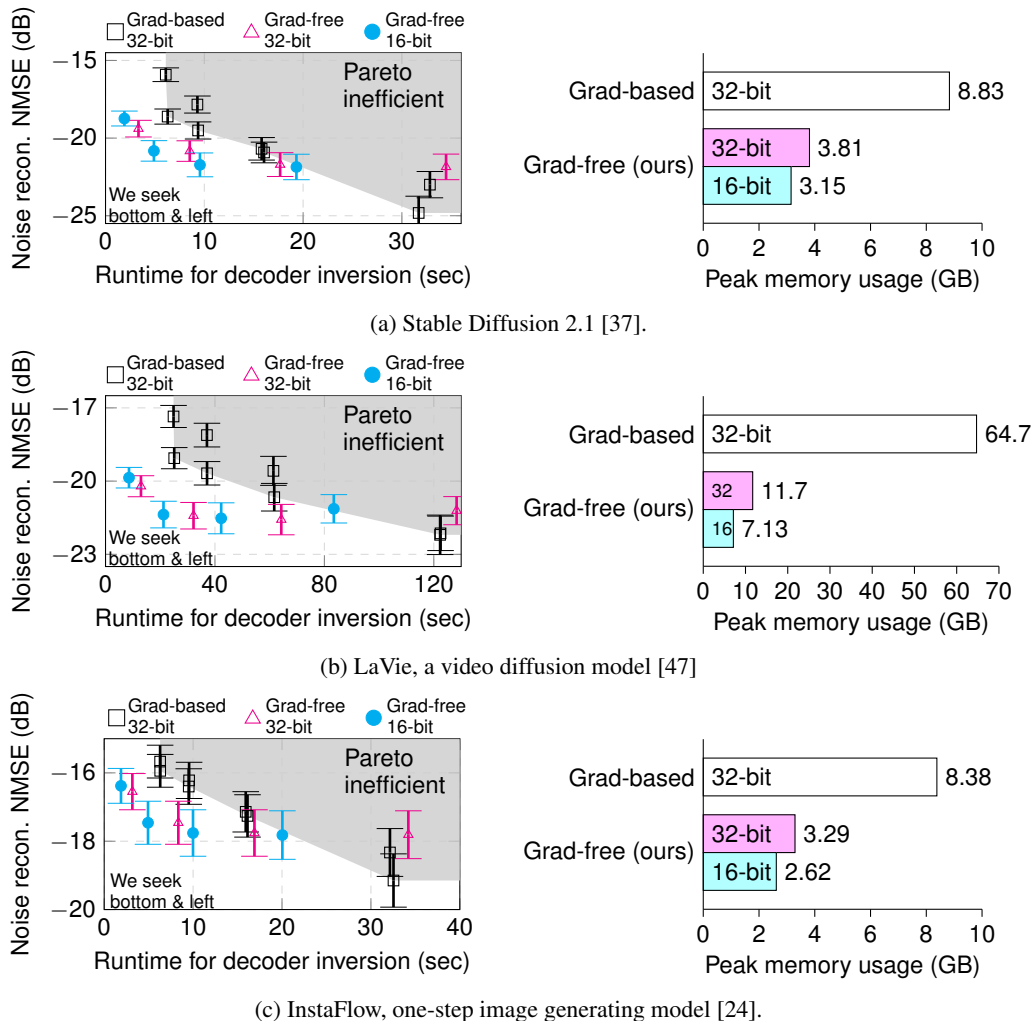 Grad-based 32-bit
Grad-free 32-bit
Grad-free 16-bit
Noise recon. NMSE (dB)
−15
−20
−25
Pareto inefficient
We seek bottom & left
0 10 20 30
Runtime for decoder inversion (sec)
Grad-based
32-bit
8.83
Grad-free (ours)
32-bit
3.81
16-bit
3.15
0 2 4 6 8 10
Peak memory usage (GB)
(a) Stable Diffusion 2.1 [37].
Grad-based 32-bit
Grad-free 32-bit
Grad-free 16-bit
Noise recon. NMSE (dB)
−17
−20
−23
Pareto inefficient
We seek bottom & left
0 40 80 120
Runtime for decoder inversion (sec)
Grad-based
32-bit
64.7
Grad-free (ours)
32
11.7
16
7.13
0 10 20 30 40 50 60 70
Peak memory usage (GB)
(b) LaVie, a video diffusion model [47]
Grad-based 32-bit
Grad-free 32-bit
Grad-free 16-bit
Noise recon. NMSE (dB)
−16
−18
−20
Pareto inefficient
We seek bottom & left
0 10 20 30 40
Runtime for decoder inversion (sec)
Grad-based
32-bit
8.38
Grad-free (ours)
32-bit
3.29
16-bit
2.62
0 2 4 6 8 10
Peak memory usage (GB)
(c) InstaFlow, one-step image generating model [24].